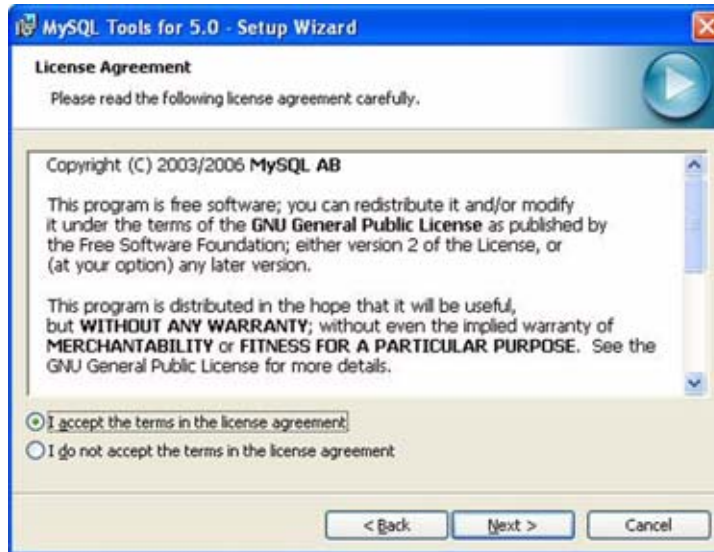 MySQL Tools for 5.0 - Setup Wizard
License Agreement
Please read the following license agreement carefully.
Copyright (C) 2003/2006 MySQL AB
This program is free software; you can redistribute it and/or modify
it under the terms of the GNU General Public License as published by
the Free Software Foundation; either version 2 of the License, or
(at your option) any later version.
This program is distributed in the hope that it will be useful,
but WITHOUT ANY WARRANTY; without even the implied warranty of
MERCHANTABILITY or FITNESS FOR A PARTICULAR PURPOSE. See the
GNU General Public License for more details.
I accept the terms in the license agreement
I do not accept the terms in the license agreement
< Back
Next >
Cancel